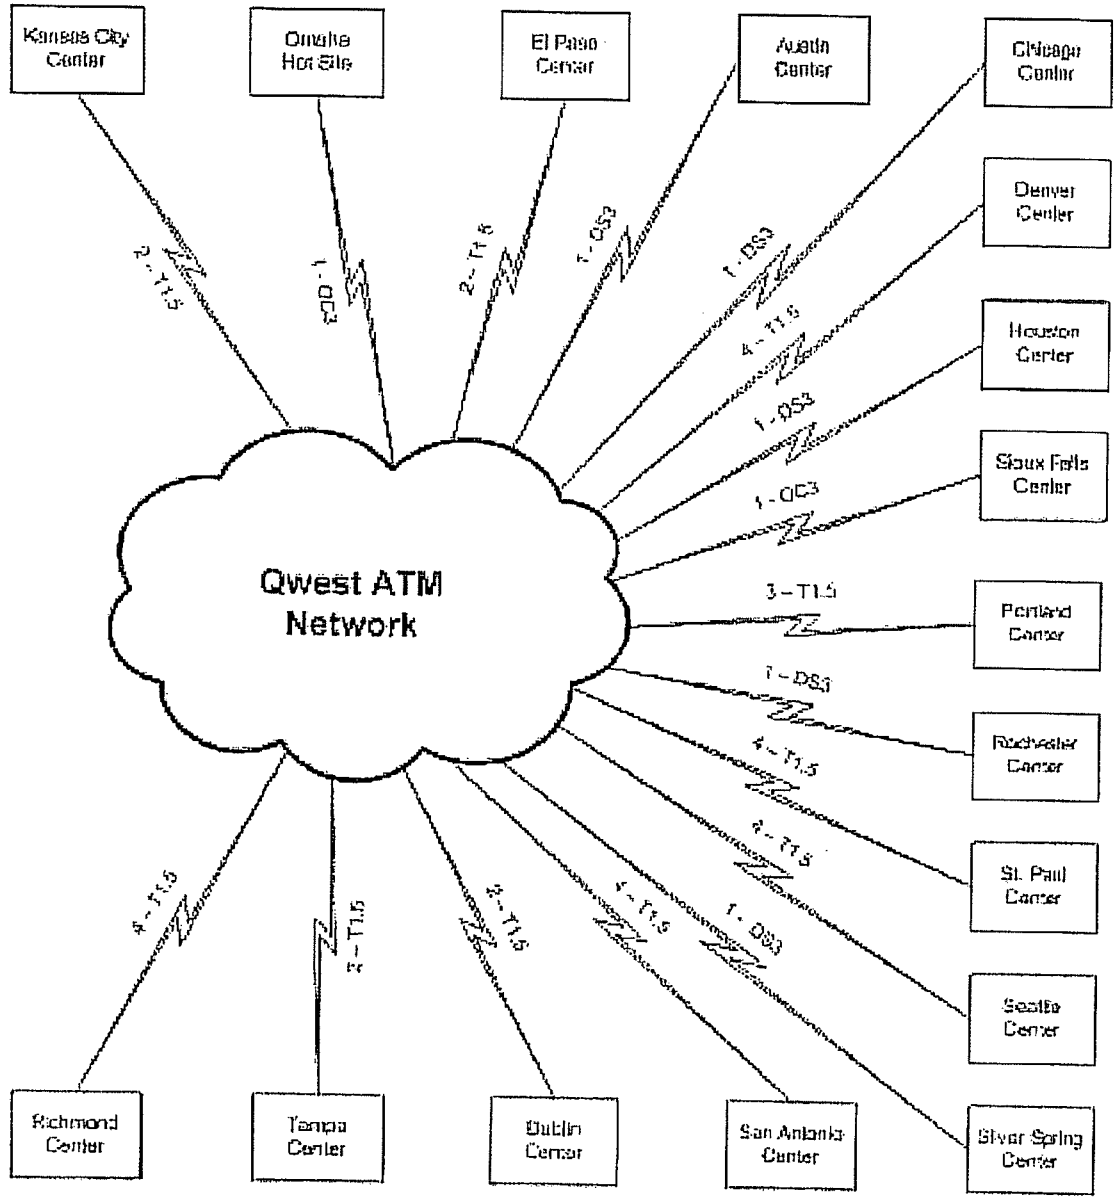 Kansas City
Center
Omaha
Hot Site
El Paso
Center
Austin
Center
Chicago
Center
Denver
Center
Houston
Center
Sioux Falls
Center
Portland
Center
Rochester
Center
St. Paul
Center
Seattle
Center
Silver Spring
Center
San Antonio
Center
Dublin
Center
Tampa
Center
Richmond
Center
Qwest ATM
Network
2 – T1.5
1 - OC3
2 – T1.5
1 - DS3
1 - DS3
4 – T1.5
1 - DS3
1 - OC3
3 – T1.5
1 – DS3
4 – T1.5
4 – T1.5
1 - DS3
4 – T1.5
– T1.5
– T1.5
4 – T1.5